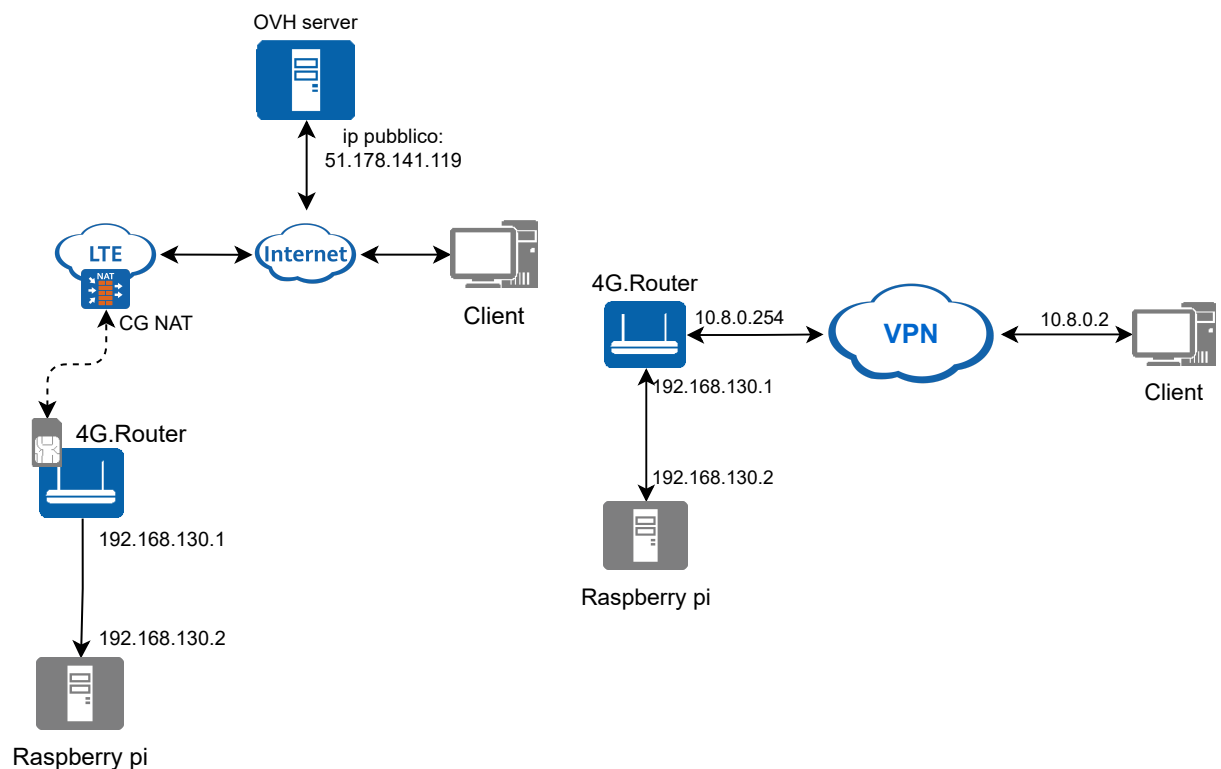 OVH server
ip pubblico:
51.178.141.119
LTE
NAT
CG NAT
Internet
Client
4G.Router
192.168.130.1
192.168.130.2
Raspberry pi
4G.Router
10.8.0.254
VPN
10.8.0.2
Client
192.168.130.1
192.168.130.2
Raspberry pi